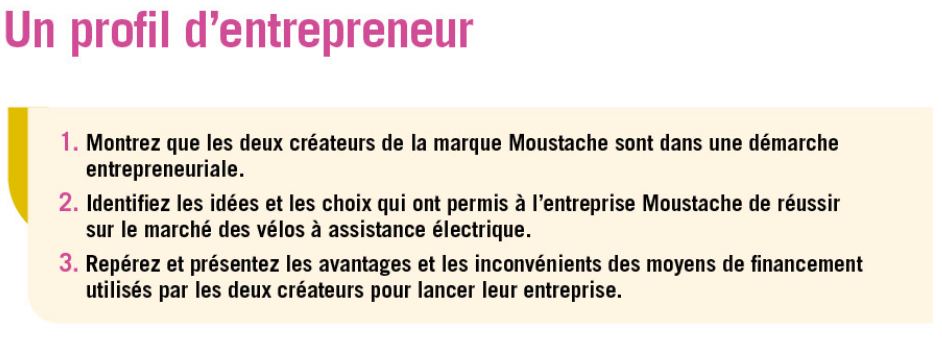 Un profil d’entrepreneur
1. Montrez que les deux créateurs de la marque Moustache sont dans une démarche
entrepreneuriale.
2. Identifiez les idées et les choix qui ont permis à l’entreprise Moustache de réussir
sur le marché des vélos à assistance électrique.
3. Repérez et présentez les avantages et les inconvénients des moyens de financement
utilisés par les deux créateurs pour lancer leur entreprise.